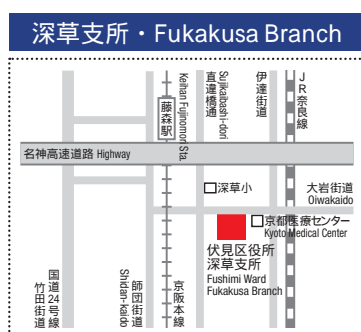 深草支所・Fukakusa Branch
藤森駅
Keihan Fujinomori Sta.
直違橋通
Sujikaibashi-dori
伊達街道
JR奈良線
名神高速道路 Highway
深草小
大岩街道
Oiwakaido
京都医療センター
Kyoto Medical Center
伏見区役所
深草支所
Fushimi Ward
Fukakusa Branch
国道24号線
竹田街道
師団街道
Shidan-kaido
京阪本線